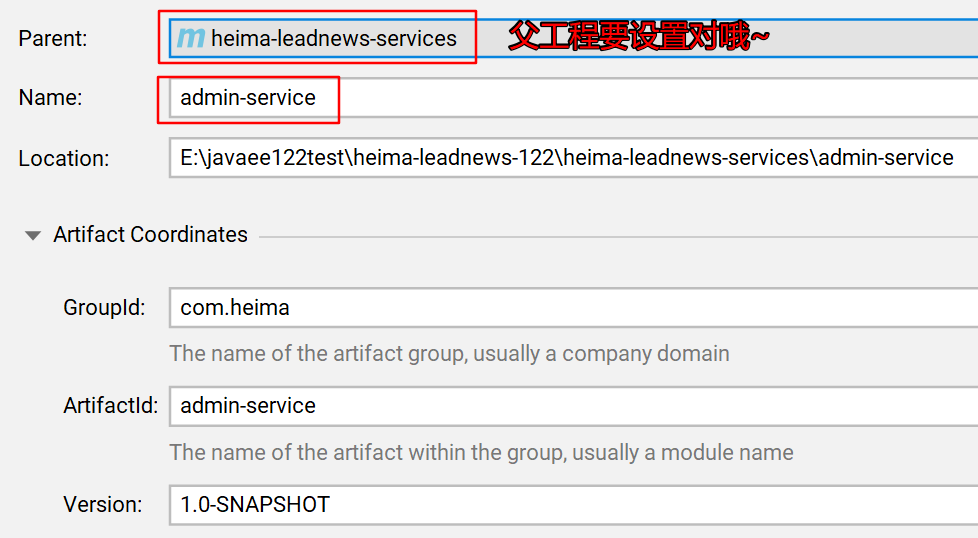 Parent: heima-leadnews-services 父工程要设置对哦~
Name: admin-service
Location: E:\javaee122test\heima-leadnews-122\heima-leadnews-services\admin-service
Artifact Coordinates
GroupId: com.heima
The name of the artifact group, usually a company domain
ArtifactId: admin-service
The name of the artifact within the group, usually a module name
Version: 1.0-SNAPSHOT